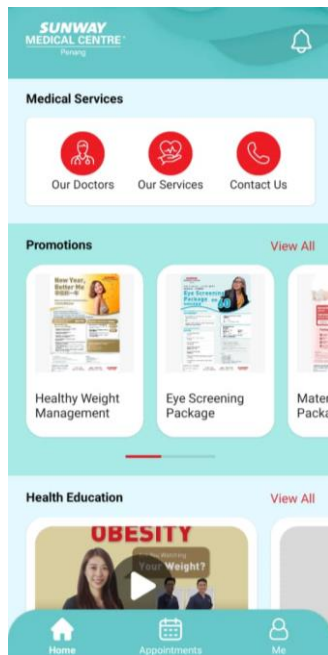 SUNWAY
MEDICAL CENTRE
Penang
Medical Services
Our Doctors
Our Services
Contact Us
Promotions
View All
New Year,
Better Me
Eye Screening
Package
Healthy Weight
Management
Eye Screening
Package
Mater
Packa
Health Education
View All
OBESITY
Your Weight?
Home
Appointments
Me